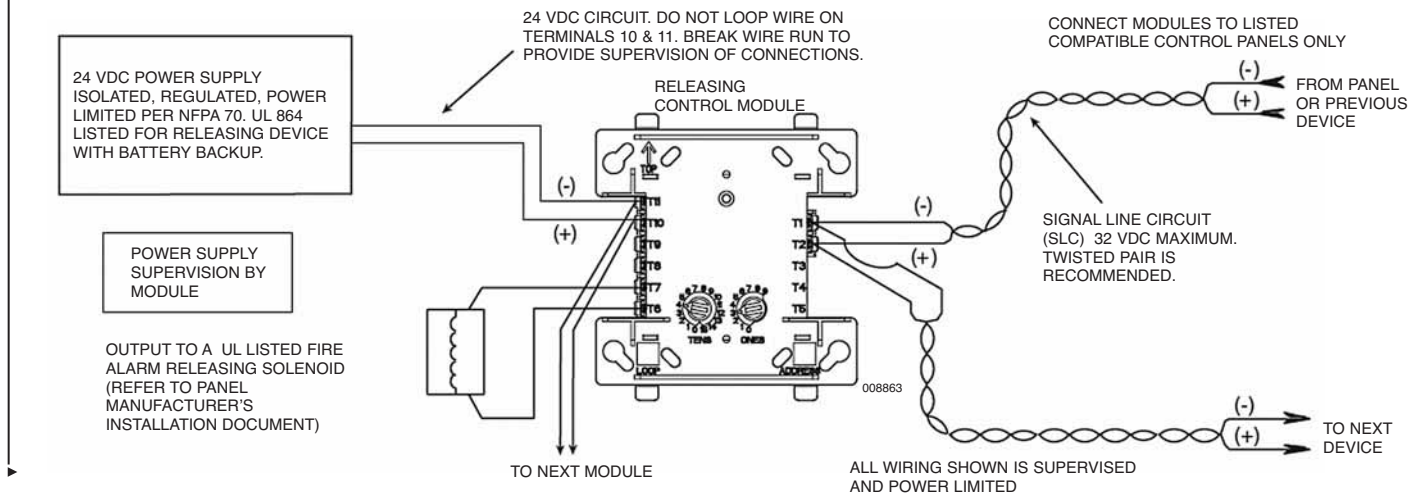 24 VDC CIRCUIT. DO NOT LOOP WIRE ON
TERMINALS 10 & 11. BREAK WIRE RUN TO
PROVIDE SUPERVISION OF CONNECTIONS.
CONNECT MODULES TO LISTED
COMPATIBLE CONTROL PANELS ONLY
24 VDC POWER SUPPLY
ISOLATED, REGULATED, POWER
LIMITED PER NFPA 70. UL 864
LISTED FOR RELEASING DEVICE
WITH BATTERY BACKUP.
RELEASING
CONTROL MODULE
(-)
(+)
FROM PANEL
OR PREVIOUS
DEVICE
TOP
(-)
(+)
T11
T10
T9
T8
T7
T6
T1
T2
T3
T4
T5
(-)
(+)
SIGNAL LINE CIRCUIT
(SLC) 32 VDC MAXIMUM.
TWISTED PAIR IS
RECOMMENDED.
POWER SUPPLY
SUPERVISION BY
MODULE
TENS
ONES
LOOP
ADDRESS
008863
OUTPUT TO A UL LISTED FIRE
ALARM RELEASING SOLENOID
(REFER TO PANEL
MANUFACTURER'S
INSTALLATION DOCUMENT)
(-)
(+)
TO NEXT
DEVICE
TO NEXT MODULE
ALL WIRING SHOWN IS SUPERVISED
AND POWER LIMITED